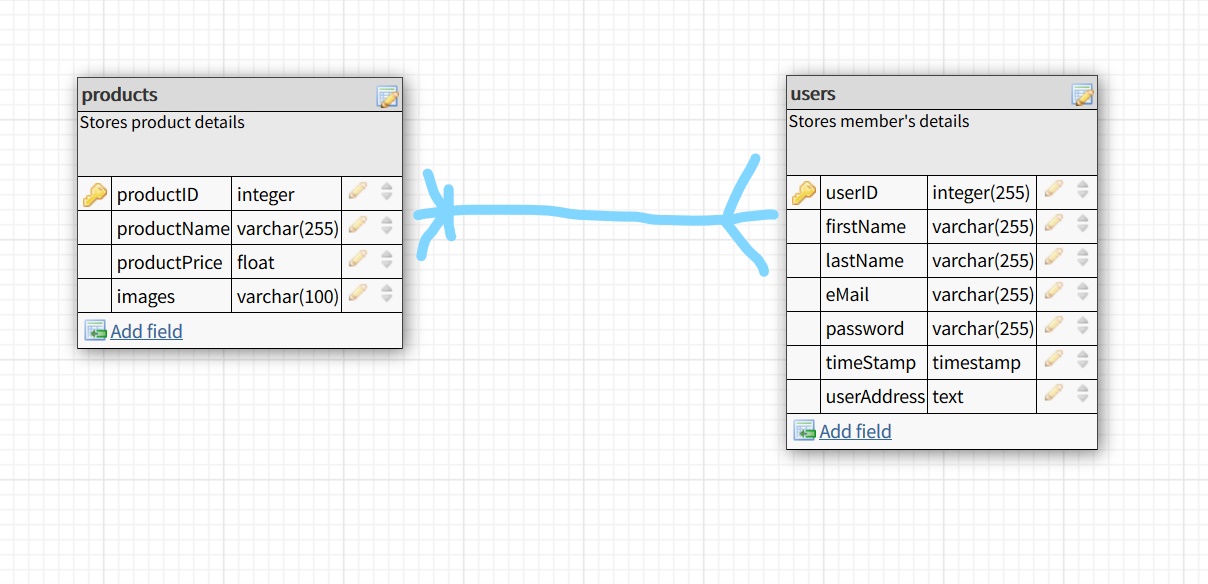 products
Stores product details
productID integer
productName varchar(255)
productPrice float
images varchar(100)
Add field
users
Stores member's details
userID integer(255)
firstName varchar(255)
lastName varchar(255)
eMail varchar(255)
password varchar(255)
timeStamp timestamp
userAddress text
Add field